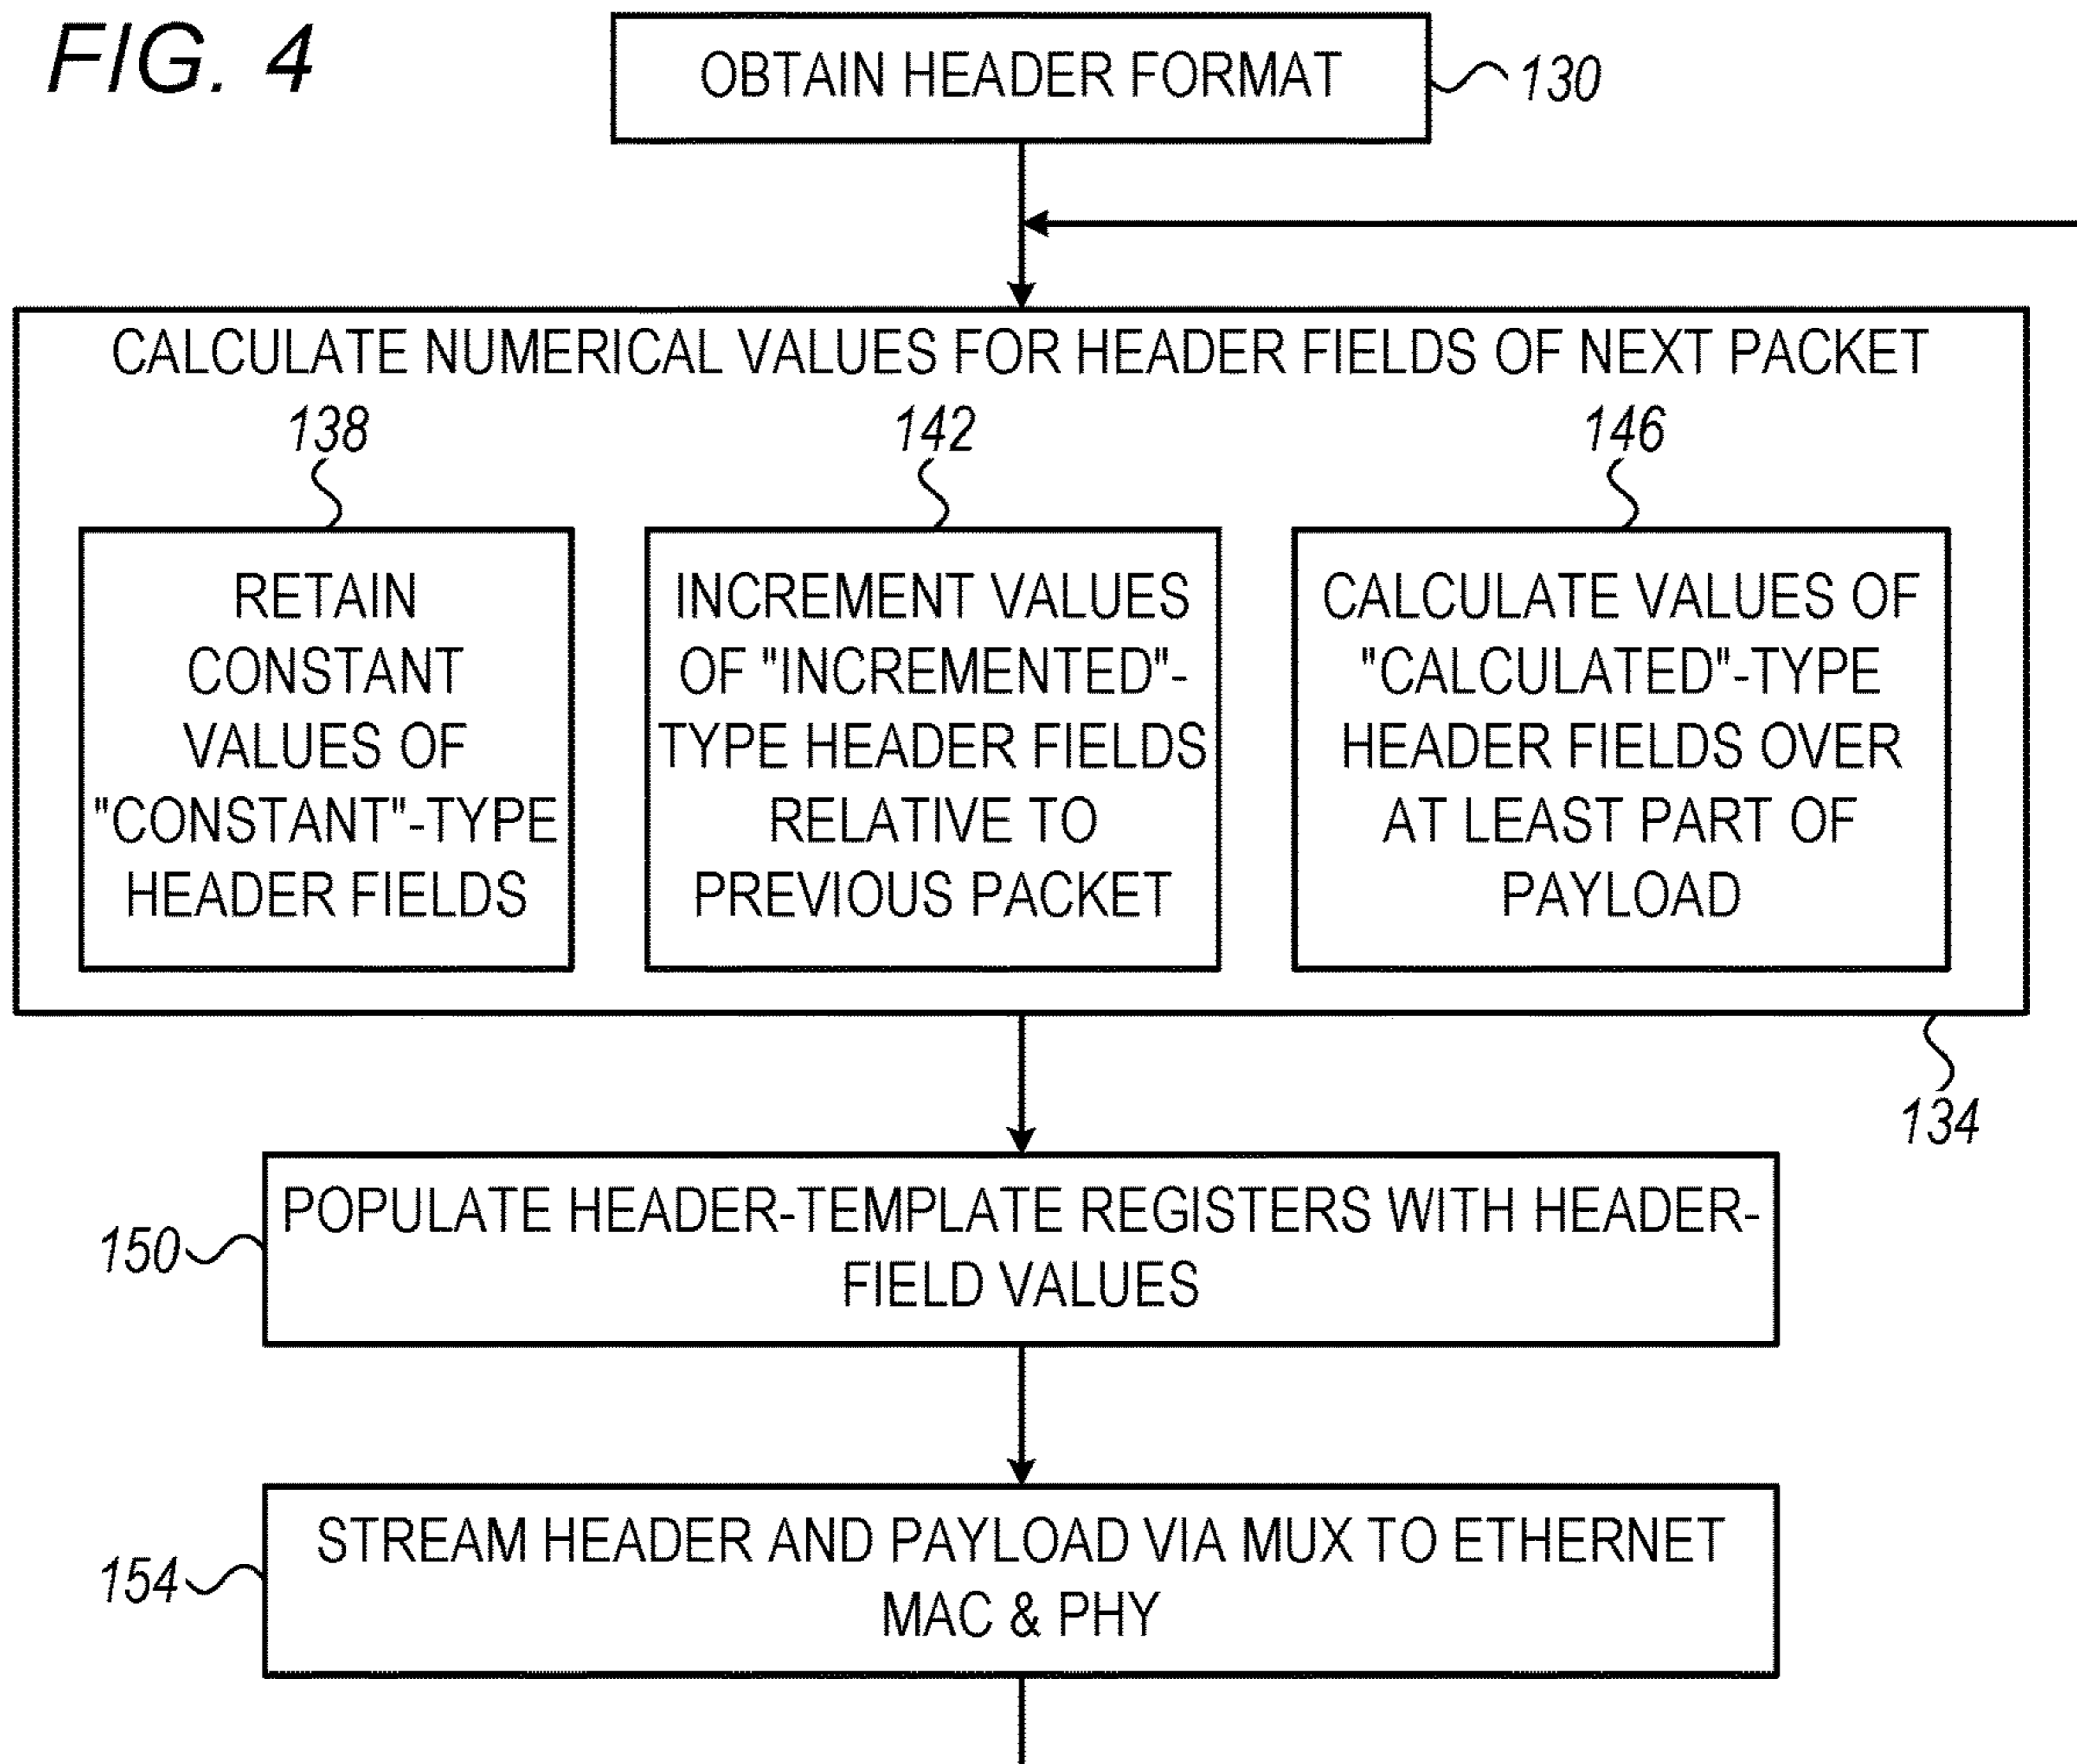 FIG. 4
OBTAIN HEADER FORMAT
130
CALCULATE NUMERICAL VALUES FOR HEADER FIELDS OF NEXT PACKET
138
RETAIN
CONSTANT
VALUES OF
"CONSTANT"-TYPE
HEADER FIELDS
142
INCREMENT VALUES
OF "INCREMENTED"-
TYPE HEADER FIELDS
RELATIVE TO
PREVIOUS PACKET
146
CALCULATE VALUES OF
"CALCULATED"-TYPE
HEADER FIELDS OVER
AT LEAST PART OF
PAYLOAD
134
150
POPULATE HEADER-TEMPLATE REGISTERS WITH HEADER-
FIELD VALUES
154
STREAM HEADER AND PAYLOAD VIA MUX TO ETHERNET
MAC & PHY